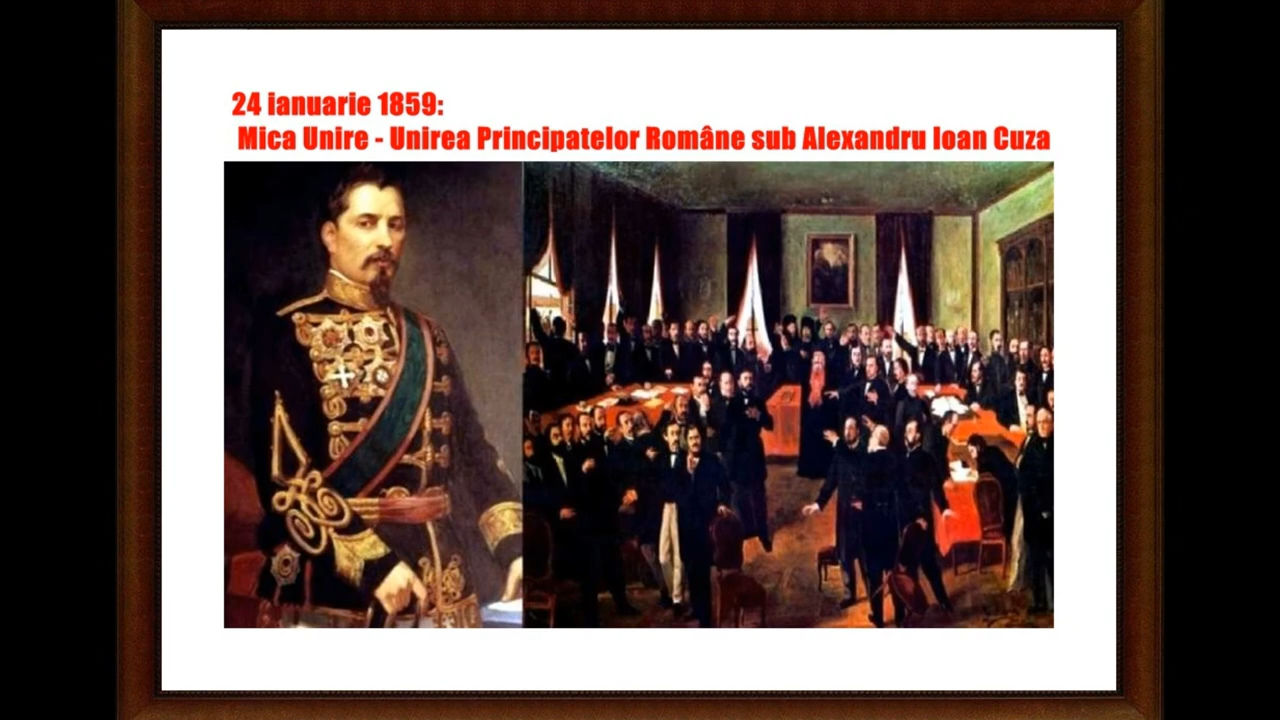 24 ianuarie 1859:
Mica Unire - Unirea Principatelor Române sub Alexandru Ioan Cuza